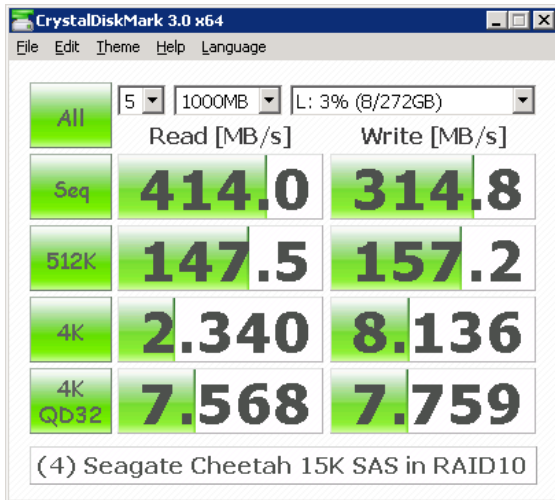 CrystalDiskMark 3.0 x64
File Edit Theme Help Language
All 5 1000MB L: 3% (8/272GB)
Read [MB/s] Write [MB/s]
Seq 414.0 314.8
512K 147.5 157.2
4K 2.340 8.136
4K QD32 7.568 7.759
(4) Seagate Cheetah 15K SAS in RAID10